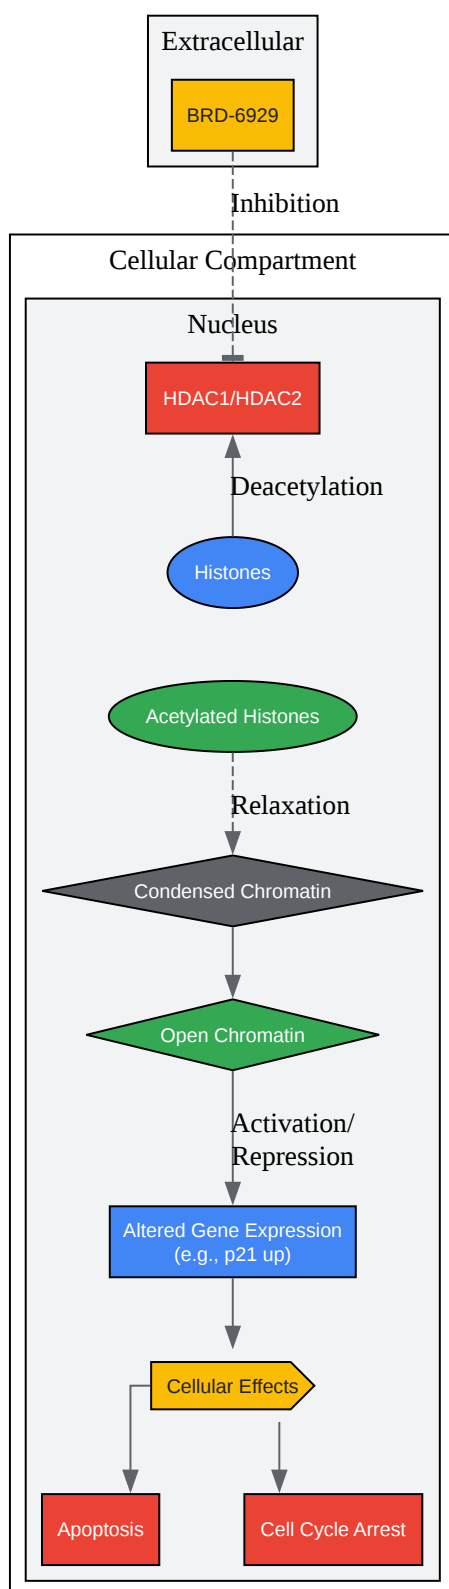 Extracellular
BRD-6929
Inhibition
Cellular Compartment
Nucleus
HDAC1/HDAC2
Deacetylation
Histones
Acetylated Histones
Relaxation
Condensed Chromatin
Open Chromatin
Activation/
Repression
Altered Gene Expression
(e.g., p21 up)
Cellular Effects
Apoptosis
Cell Cycle Arrest